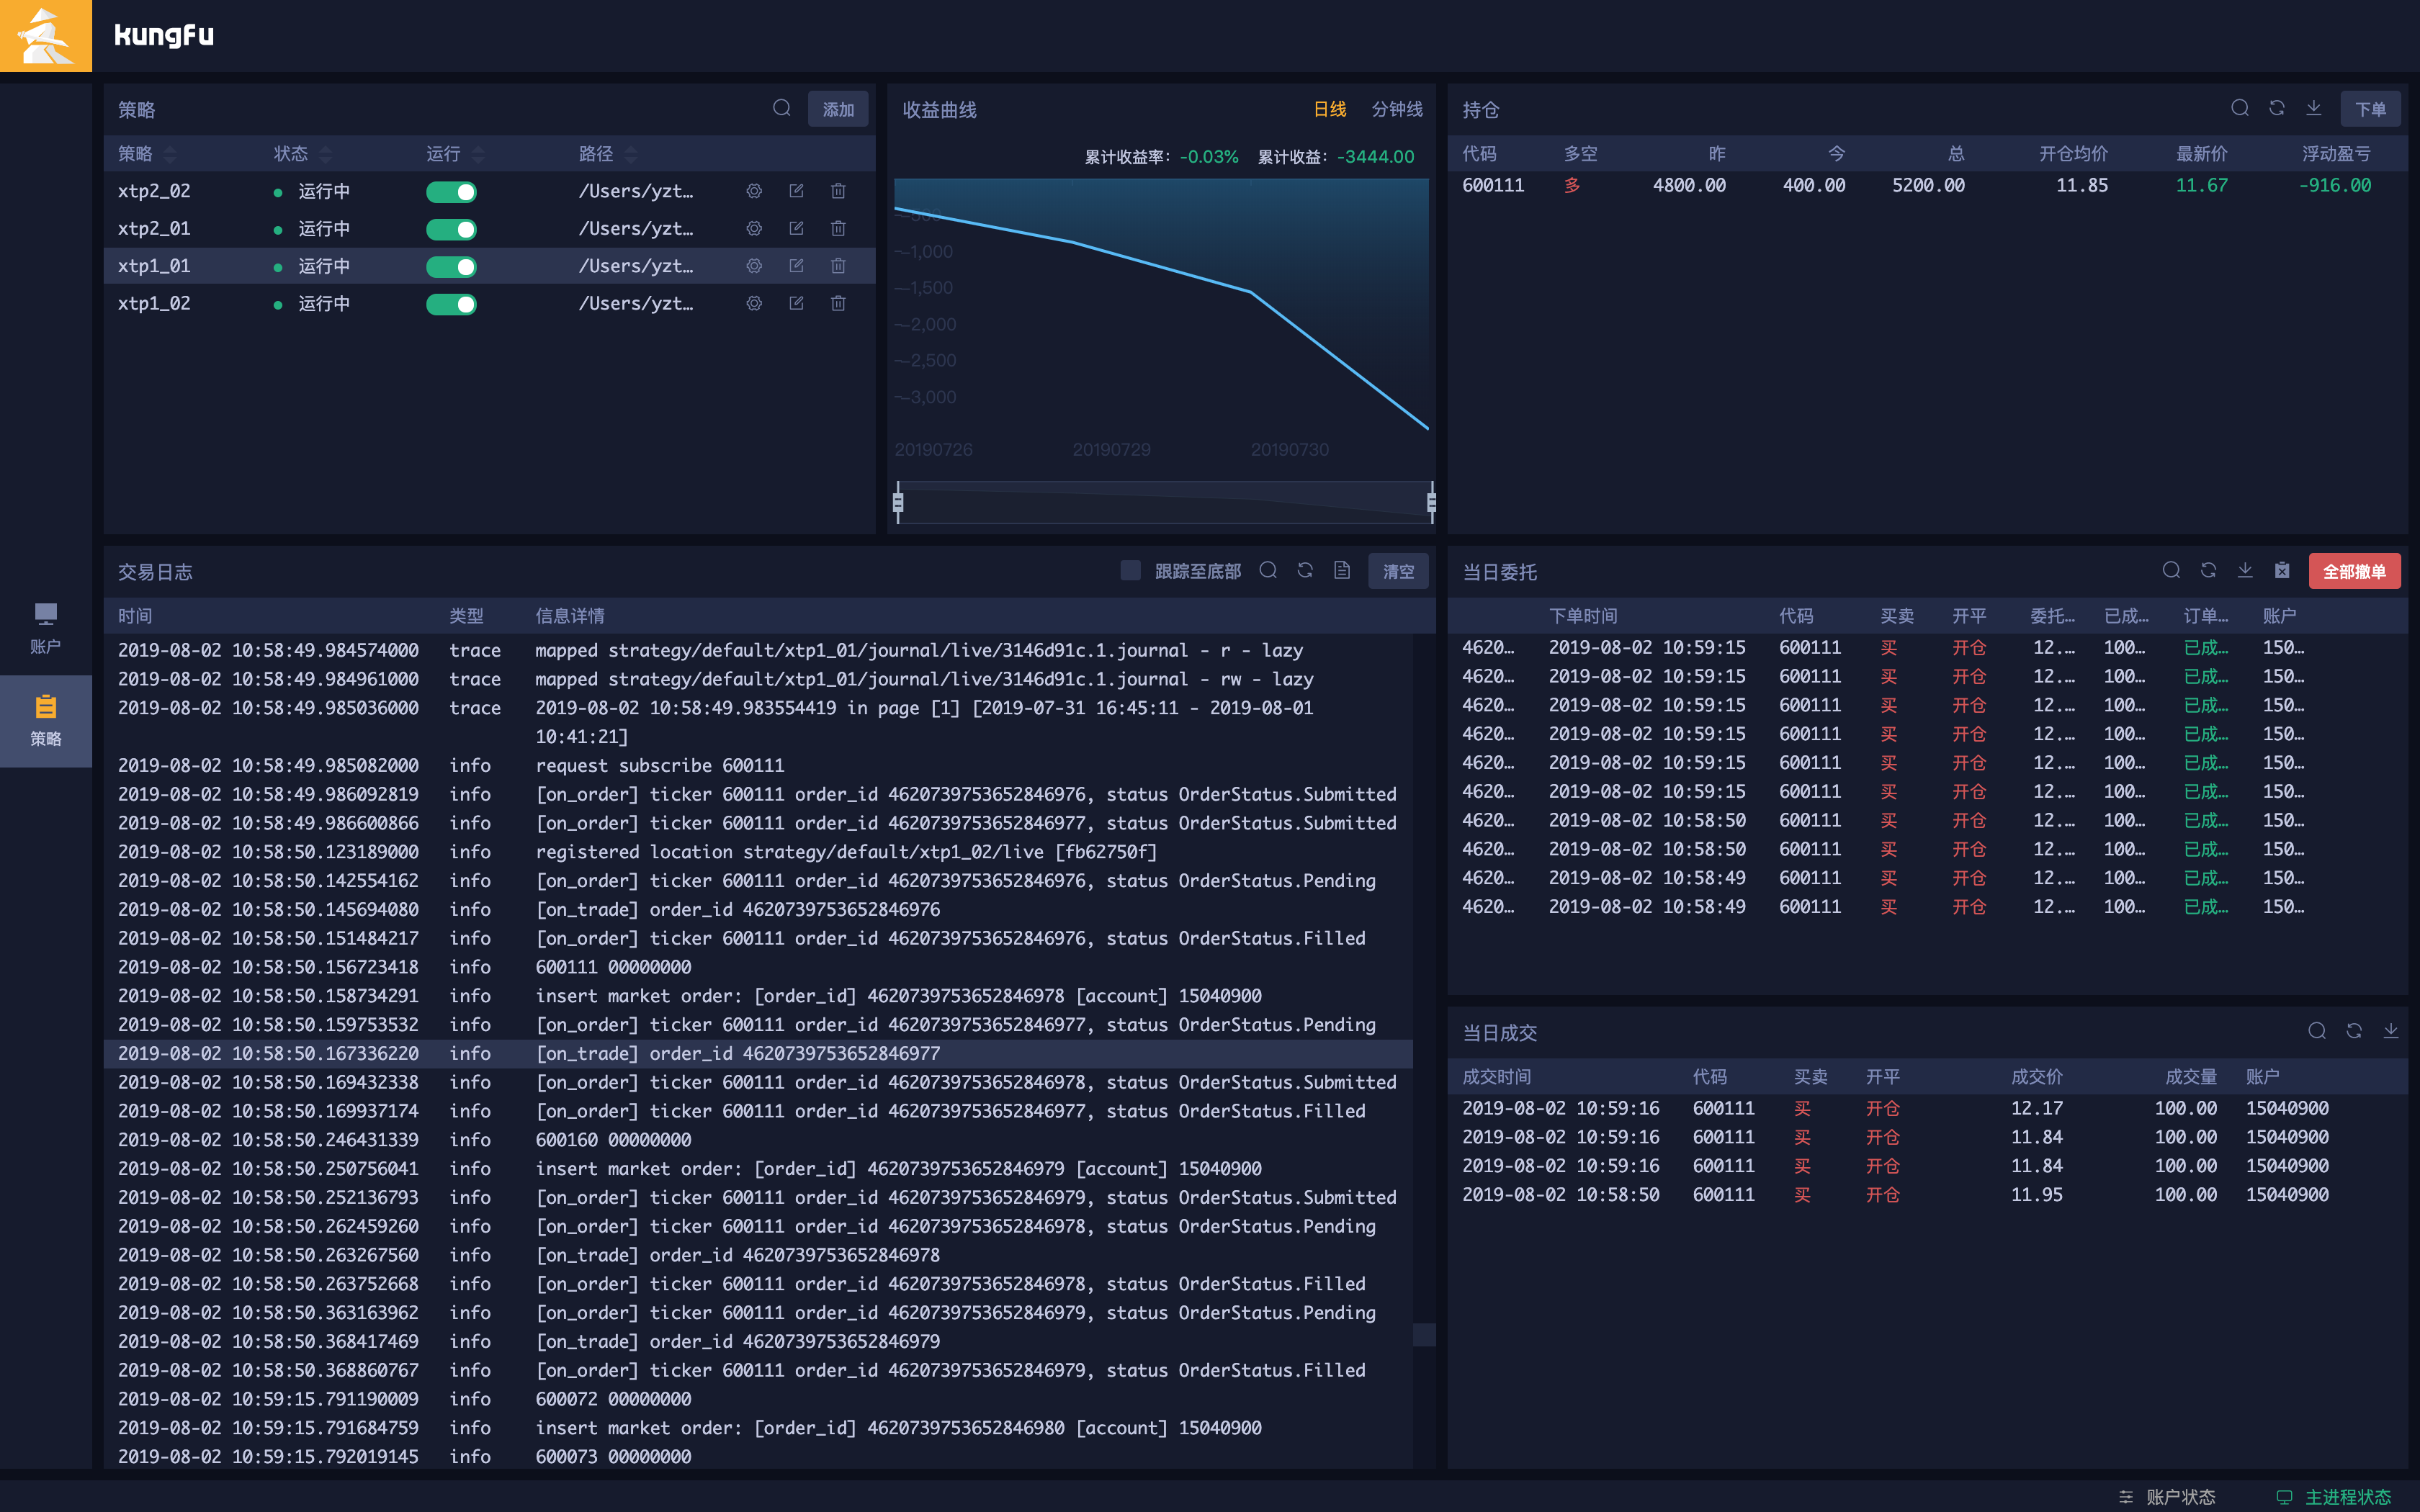 kungfu
账户
策略
策略 添加
策略 状态 运行 路径
xtp2_02 运行中 /Users/yzt...
xtp2_01 运行中 /Users/yzt...
xtp1_01 运行中 /Users/yzt...
xtp1_02 运行中 /Users/yzt...
收益曲线 日线 分钟线
累计收益率: -0.03% 累计收益: -3444.00
-500
-1,000
-1,500
-2,000
-2,500
-3,000
20190726 20190729 20190730
持仓 下单
代码 多空 昨 今 总 开仓均价 最新价 浮动盈亏
600111 多 4800.00 400.00 5200.00 11.85 11.67 -916.00
交易日志 跟踪至底部 清空
时间 类型 信息详情
2019-08-02 10:58:49.984574000 trace mapped strategy/default/xtp1_01/journal/live/3146d91c.1.journal - r - lazy
2019-08-02 10:58:49.984961000 trace mapped strategy/default/xtp1_01/journal/live/3146d91c.1.journal - rw - lazy
2019-08-02 10:58:49.985036000 trace 2019-08-02 10:58:49.983554419 in page [1] [2019-07-31 16:45:11 - 2019-08-01
10:41:21]
2019-08-02 10:58:49.985082000 info request subscribe 600111
2019-08-02 10:58:49.986092819 info [on_order] ticker 600111 order_id 4620739753652846976, status OrderStatus.Submitted
2019-08-02 10:58:49.986600866 info [on_order] ticker 600111 order_id 4620739753652846977, status OrderStatus.Submitted
2019-08-02 10:58:50.123189000 info registered location strategy/default/xtp1_02/live [fb62750f]
2019-08-02 10:58:50.142554162 info [on_order] ticker 600111 order_id 4620739753652846976, status OrderStatus.Pending
2019-08-02 10:58:50.145694080 info [on_trade] order_id 4620739753652846976
2019-08-02 10:58:50.151484217 info [on_order] ticker 600111 order_id 4620739753652846976, status OrderStatus.Filled
2019-08-02 10:58:50.156723418 info 600111 00000000
2019-08-02 10:58:50.158734291 info insert market order: [order_id] 4620739753652846978 [account] 15040900
2019-08-02 10:58:50.159753532 info [on_order] ticker 600111 order_id 4620739753652846977, status OrderStatus.Pending
2019-08-02 10:58:50.167336220 info [on_trade] order_id 4620739753652846977
2019-08-02 10:58:50.169432338 info [on_order] ticker 600111 order_id 4620739753652846978, status OrderStatus.Submitted
2019-08-02 10:58:50.169937174 info [on_order] ticker 600111 order_id 4620739753652846977, status OrderStatus.Filled
2019-08-02 10:58:50.246431339 info 600160 00000000
2019-08-02 10:58:50.250756041 info insert market order: [order_id] 4620739753652846979 [account] 15040900
2019-08-02 10:58:50.252136793 info [on_order] ticker 600111 order_id 4620739753652846979, status OrderStatus.Submitted
2019-08-02 10:58:50.262459260 info [on_order] ticker 600111 order_id 4620739753652846978, status OrderStatus.Pending
2019-08-02 10:58:50.263267560 info [on_trade] order_id 4620739753652846978
2019-08-02 10:58:50.263752668 info [on_order] ticker 600111 order_id 4620739753652846978, status OrderStatus.Filled
2019-08-02 10:58:50.363163962 info [on_order] ticker 600111 order_id 4620739753652846979, status OrderStatus.Pending
2019-08-02 10:58:50.368417469 info [on_trade] order_id 4620739753652846979
2019-08-02 10:58:50.368860767 info [on_order] ticker 600111 order_id 4620739753652846979, status OrderStatus.Filled
2019-08-02 10:59:15.791190009 info 600072 00000000
2019-08-02 10:59:15.791684759 info insert market order: [order_id] 4620739753652846980 [account] 15040900
2019-08-02 10:59:15.792019145 info 600073 00000000
当日委托 全部撤单
下单时间 代码 买卖 开平 委托... 已成... 订单... 账户
4620... 2019-08-02 10:59:15 600111 买 开仓 12.... 100... 已成... 150...
4620... 2019-08-02 10:59:15 600111 买 开仓 12.... 100... 已成... 150...
4620... 2019-08-02 10:59:15 600111 买 开仓 12.... 100... 已成... 150...
4620... 2019-08-02 10:59:15 600111 买 开仓 12.... 100... 已成... 150...
4620... 2019-08-02 10:59:15 600111 买 开仓 12.... 100... 已成... 150...
4620... 2019-08-02 10:59:15 600111 买 开仓 12.... 100... 已成... 150...
4620... 2019-08-02 10:58:50 600111 买 开仓 12.... 100... 已成... 150...
4620... 2019-08-02 10:58:50 600111 买 开仓 12.... 100... 已成... 150...
4620... 2019-08-02 10:58:49 600111 买 开仓 12.... 100... 已成... 150...
4620... 2019-08-02 10:58:49 600111 买 开仓 12.... 100... 已成... 150...
当日成交
成交时间 代码 买卖 开平 成交价 成交量 账户
2019-08-02 10:59:16 600111 买 开仓 12.17 100.00 15040900
2019-08-02 10:59:16 600111 买 开仓 11.84 100.00 15040900
2019-08-02 10:59:16 600111 买 开仓 11.84 100.00 15040900
2019-08-02 10:58:50 600111 买 开仓 11.95 100.00 15040900
账户状态 主进程状态